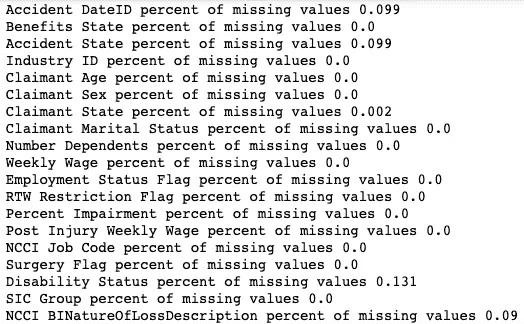 Accident DateID percent of missing values 0.099
Benefits State percent of missing values 0.0
Accident State percent of missing values 0.099
Industry ID percent of missing values 0.0
Claimant Age percent of missing values 0.0
Claimant Sex percent of missing values 0.0
Claimant State percent of missing values 0.002
Claimant Marital Status percent of missing values 0.0
Number Dependents percent of missing values 0.0
Weekly Wage percent of missing values 0.0
Employment Status Flag percent of missing values 0.0
RTW Restriction Flag percent of missing values 0.0
Percent Impairment percent of missing values 0.0
Post Injury Weekly Wage percent of missing values 0.0
NCCI Job Code percent of missing values 0.0
Surgery Flag percent of missing values 0.0
Disability Status percent of missing values 0.131
SIC Group percent of missing values 0.0
NCCI BINatureOfLossDescription percent of missing values 0.09